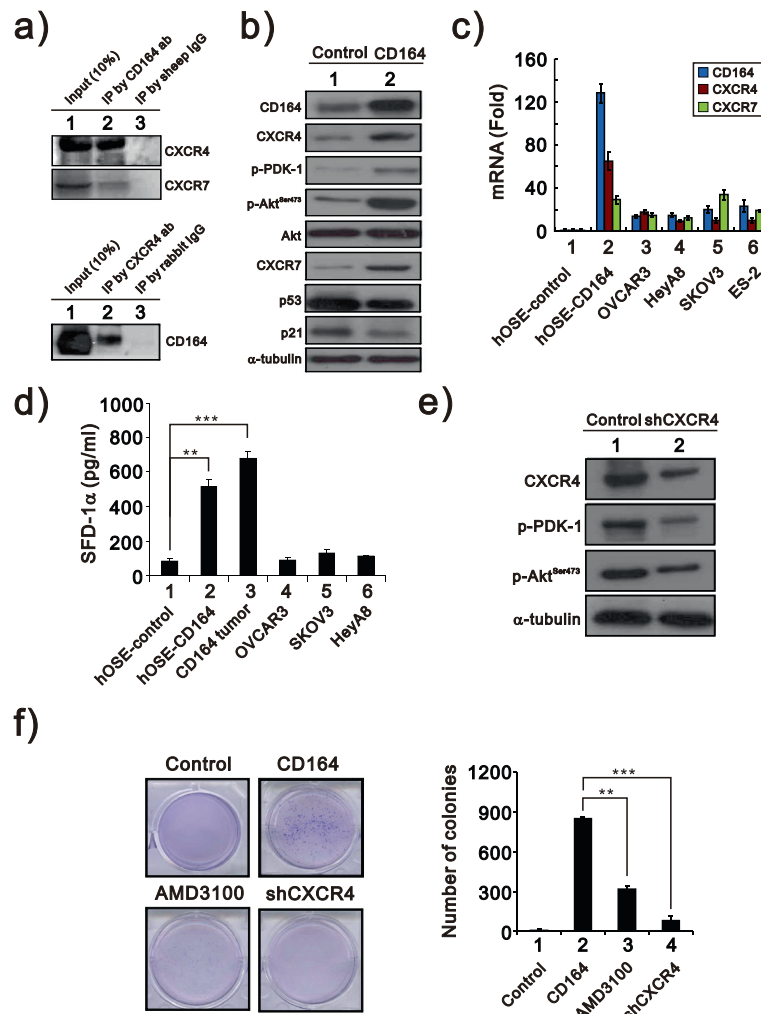 a)
Input (10%)
IP by CD164 ab
IP by sheep IgG
1 2 3
CXCR4
CXCR7
Input (10%)
IP by CXCR4 ab
IP by rabbit IgG
1 2 3
CD164
b)
Control CD164
1 2
CD164
CXCR4
p-PDK-1
p-AktSer473
Akt
CXCR7
p53
p21
α-tubulin
c)
mRNA (Fold)
160
120
80
40
0
CD164
CXCR4
CXCR7
1 2 3 4 5 6
hOSE-control
hOSE-CD164
OVCAR3
HeyA8
SKOV3
ES-2
d)
SFD-1α (pg/ml)
1000
800
600
400
200
0
***
**
1 2 3 4 5 6
hOSE-control
hOSE-CD164
CD164 tumor
OVCAR3
SKOV3
HeyA8
e)
Control shCXCR4
1 2
CXCR4
p-PDK-1
p-AktSer473
α-tubulin
f)
Control CD164
AMD3100 shCXCR4
Number of colonies
1200
900
600
300
0
***
**
1 2 3 4
Control
CD164
AMD3100
shCXCR4